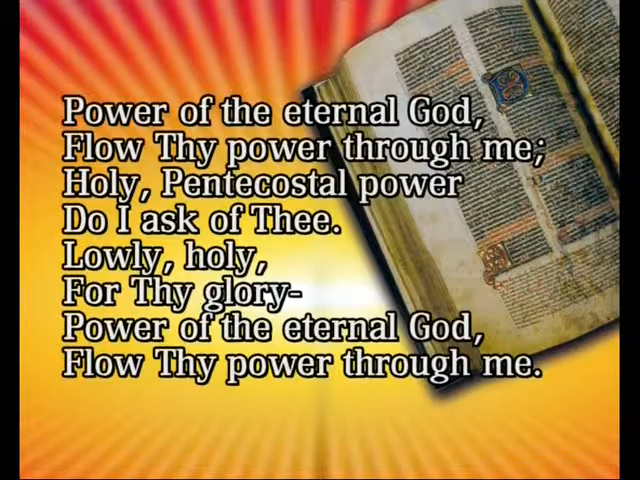 Power of the eternal God,
Flow Thy power through me;
Holy, Pentecostal power
Do I ask of Thee.
Lowly, holy,
For Thy glory-
Power of the eternal God,
Flow Thy power through me.